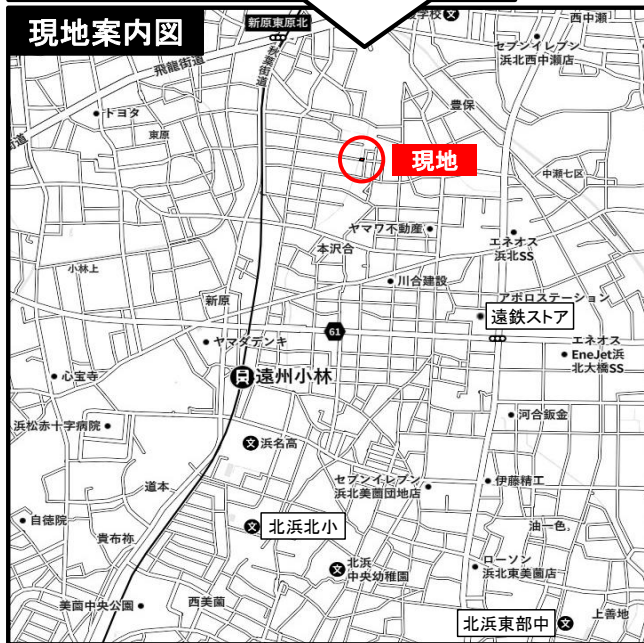 現地案内図
新原東原北
学校
西中瀬
セブンイレブン
浜北西中瀬店
飛龍街道
秋葉街道
街道
トヨタ
東原
豊保
現地
中瀬七区
ヤマワ不動産
エネオス
浜北SS
本沢合
小林上
川合建設
新原
アポロステーション
遠鉄ストア
61
ヤマダデンキ
エネオス
EneJet浜
北大橋SS
遠州小林
心宝寺
河合鈑金
浜松赤十字病院
文
浜名高
セブンイレブン
浜北美薗団地店
伊藤精工
道本
自徳院
文
北浜北小
油一色
貴布祢
文
北浜
中央幼稚園
ローソン
浜北東美薗店
美薗中央公園
西美薗
北浜東部中
文
上善地